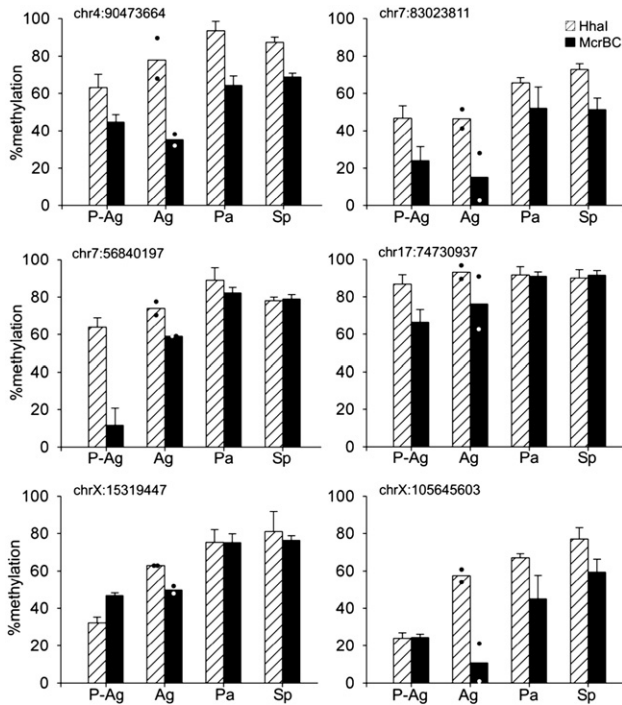 chr4:90473664
%methylation
100
80
60
40
20
0
P-Ag Ag Pa Sp
chr7:83023811
HhaI
McrBC
100
80
60
40
20
0
P-Ag Ag Pa Sp
chr7:56840197
%methylation
100
80
60
40
20
0
P-Ag Ag Pa Sp
chr17:74730937
100
80
60
40
20
0
P-Ag Ag Pa Sp
chrX:15319447
%methylation
100
80
60
40
20
0
P-Ag Ag Pa Sp
chrX:105645603
100
80
60
40
20
0
P-Ag Ag Pa Sp